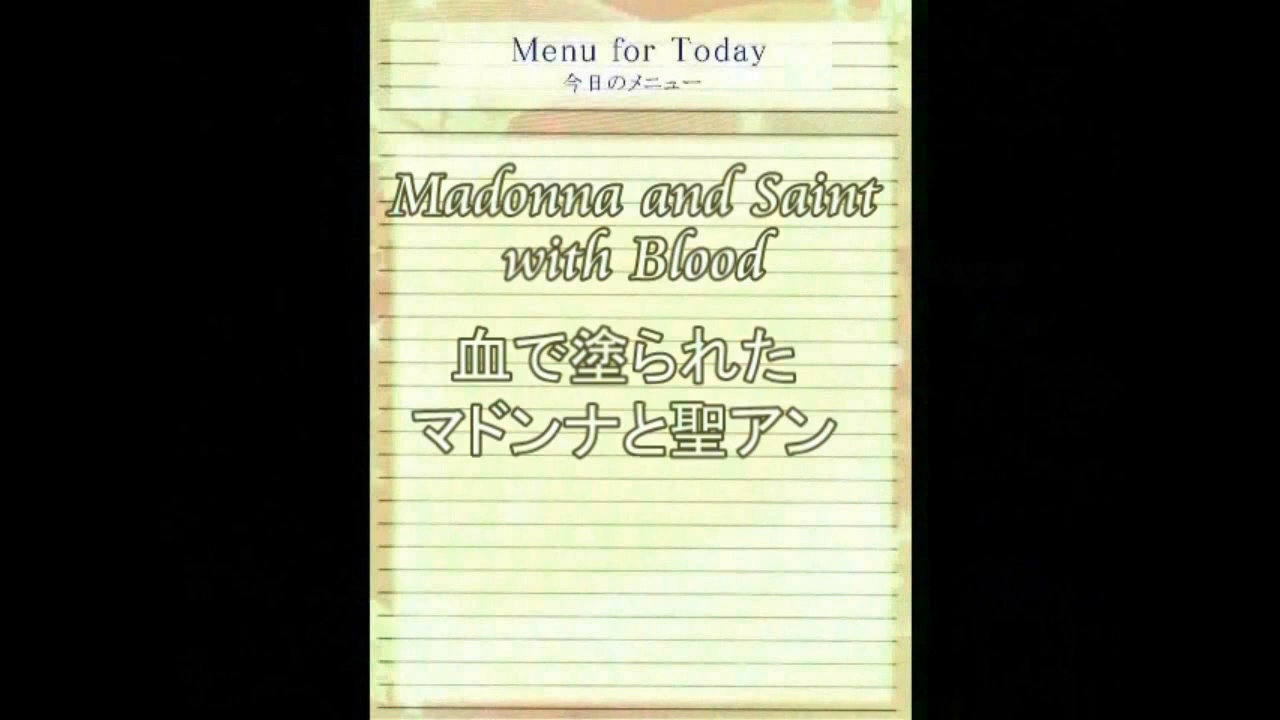 Menu for Today
今日のメニュー
Madonna and Saint
with Blood
血で塗られた
マドンナと聖アン